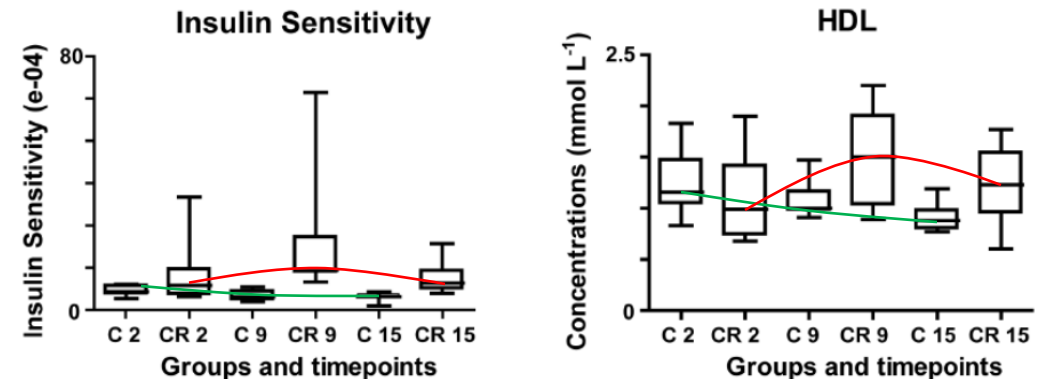 Insulin Sensitivity
Insulin Sensitivity (e-04)
80
0
C 2 CR 2 C 9 CR 9 C 15 CR 15
Groups and timepoints
HDL
Concentrations (mmol L⁻¹)
2.5
0
C 2 CR 2 C 9 CR 9 C 15 CR 15
Groups and timepoints